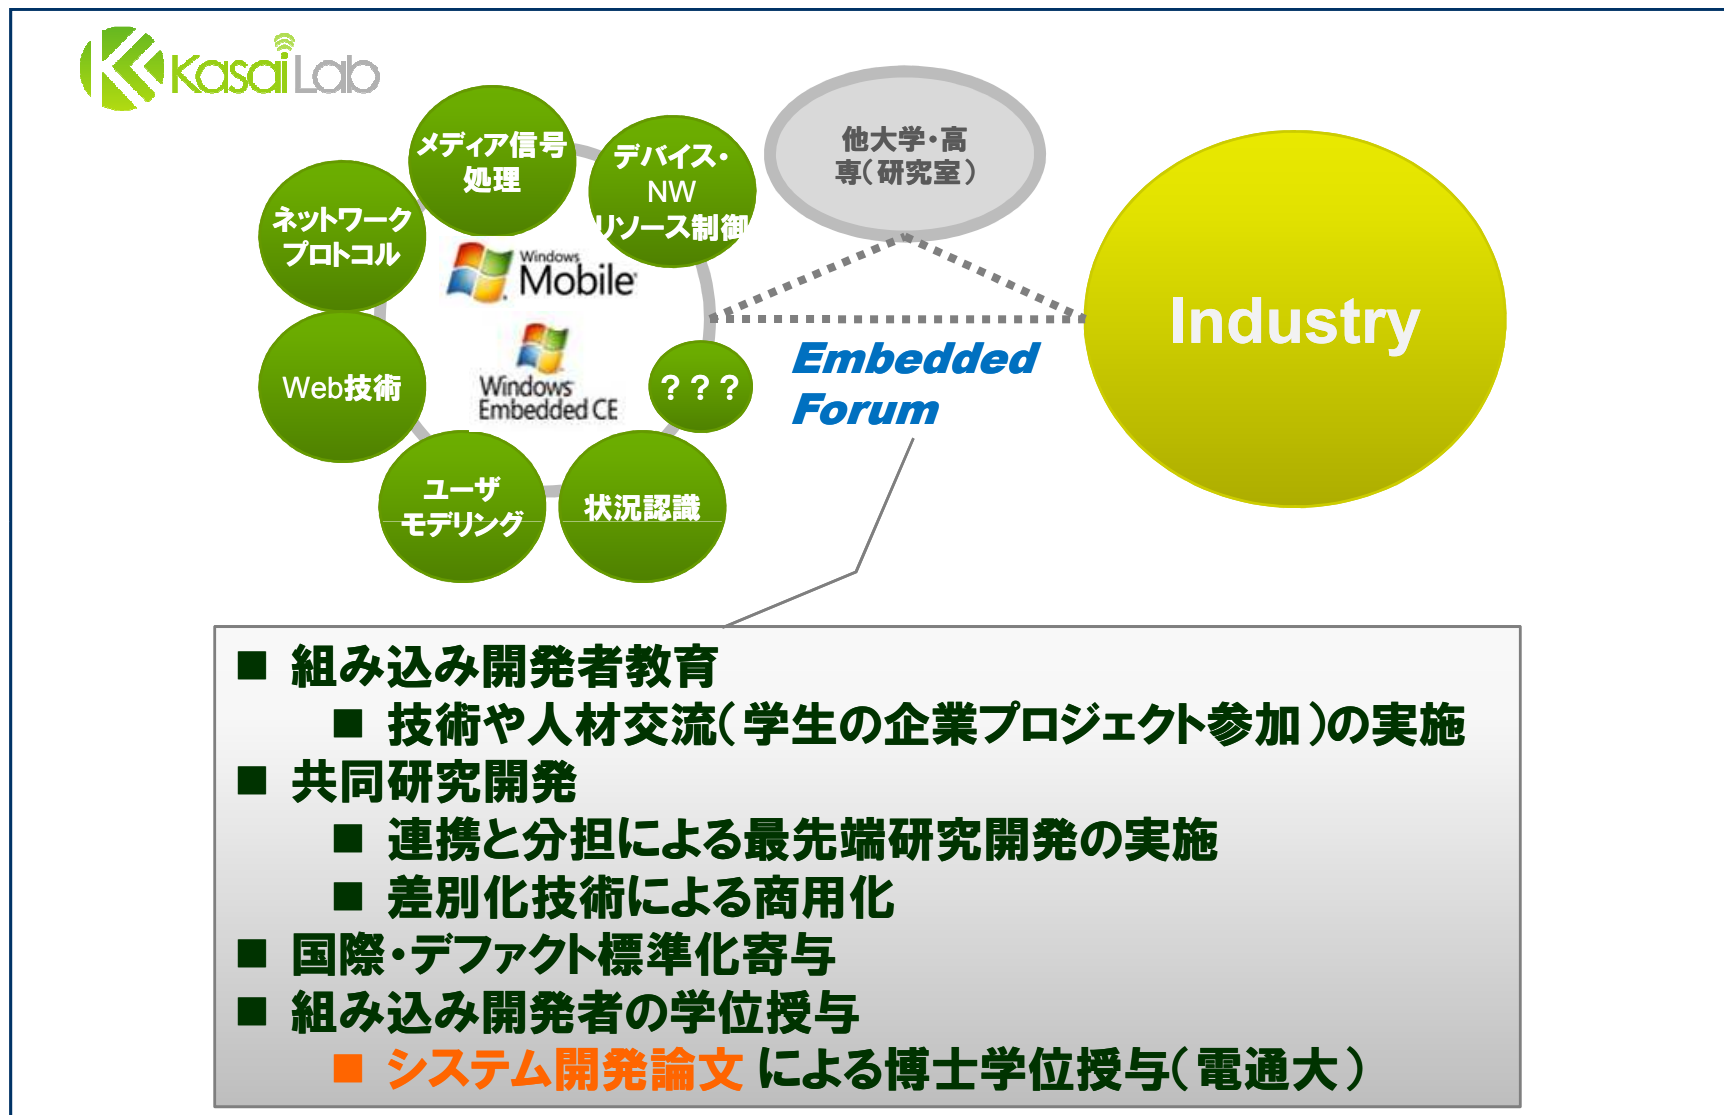 KasaiLab
メディア信号
処理
デバイス・
NW
リソース制御
他大学・高
専（研究室）
ネットワーク
プロトコル
Windows
Mobile
Industry
Windows
Embedded CE
Web技術
？？？
Embedded
Forum
ユーザ
モデリング
状況認識
■ 組み込み開発者教育
■ 技術や人材交流（学生の企業プロジェクト参加）の実施
■ 共同研究開発
■ 連携と分担による最先端研究開発の実施
■ 差別化技術による商用化
■ 国際・デファクト標準化寄与
■ 組み込み開発者の学位授与
■ システム開発論文 による博士学位授与（電通大）